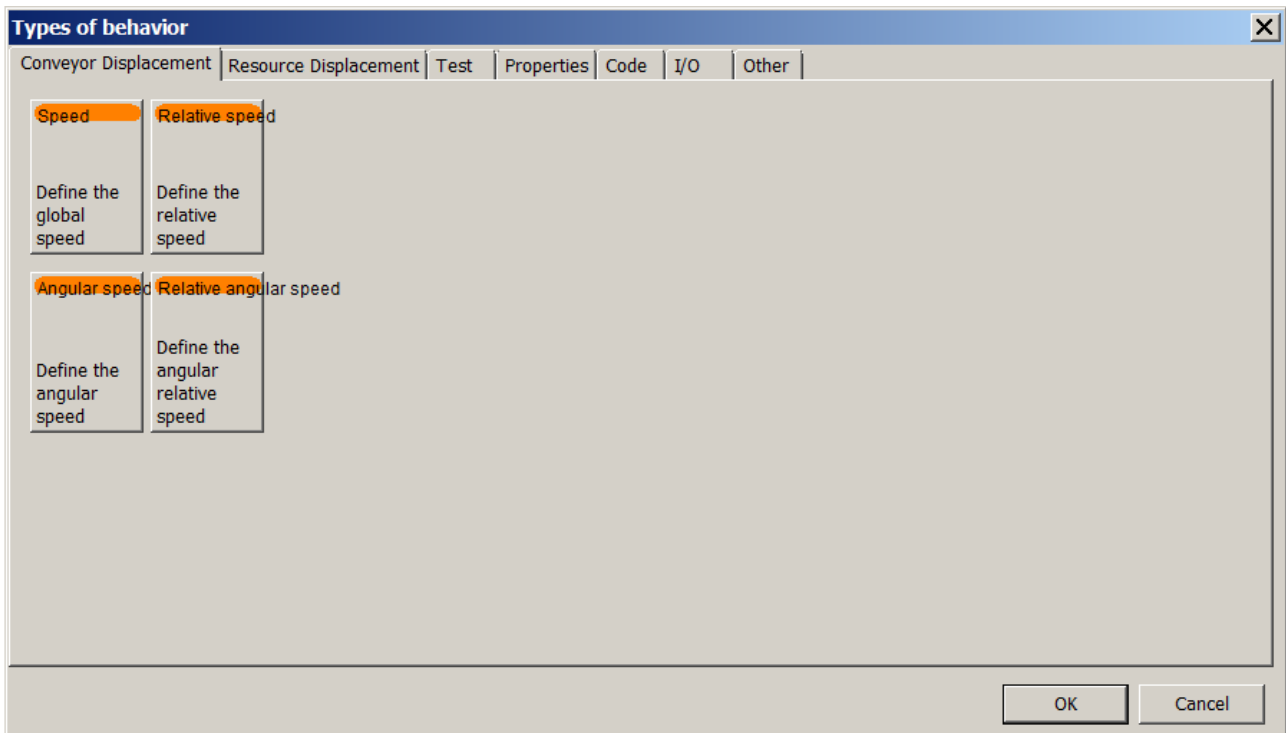 Types of behavior
Conveyor Displacement Resource Displacement Test Properties Code I/O Other
Speed Relative speed
Define the Define the
global relative
speed speed
Angular speed Relative angular speed
Define the
Define the angular
angular relative
speed speed
OK Cancel